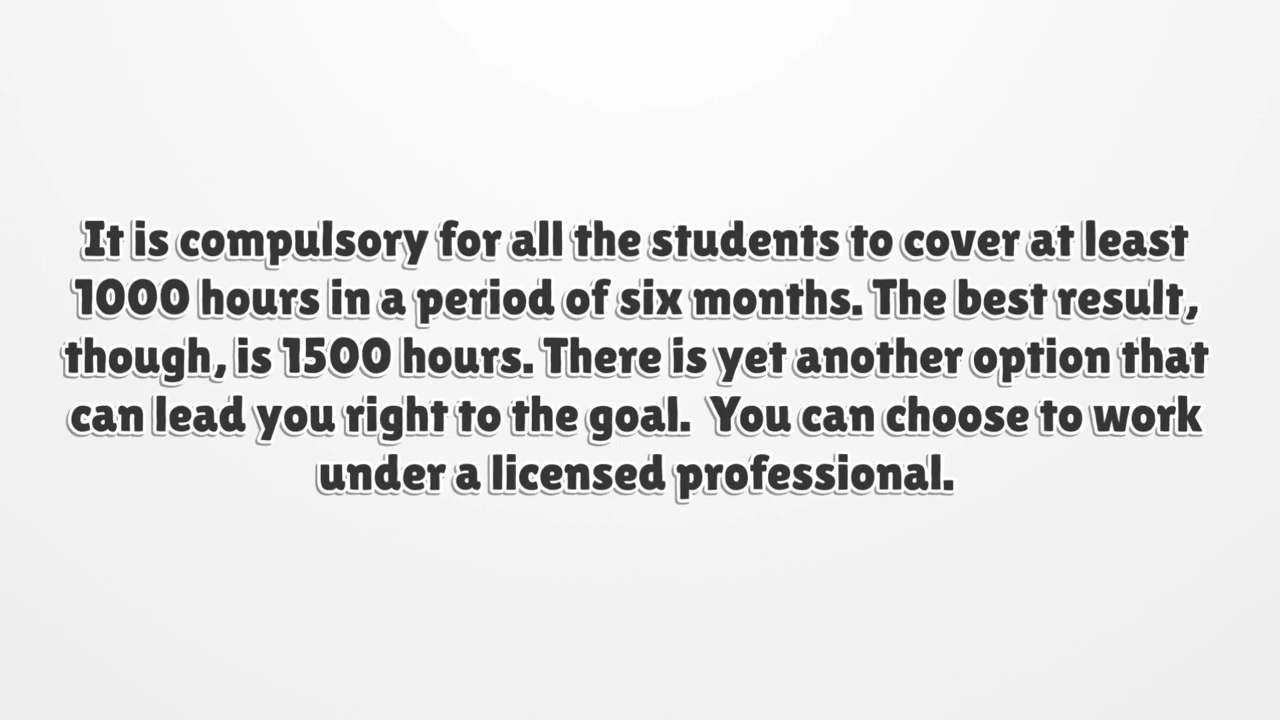 It is compulsory for all the students to cover at least
1000 hours in a period of six months. The best result,
though, is 1500 hours. There is yet another option that
can lead you right to the goal.  You can choose to work
under a licensed professional.